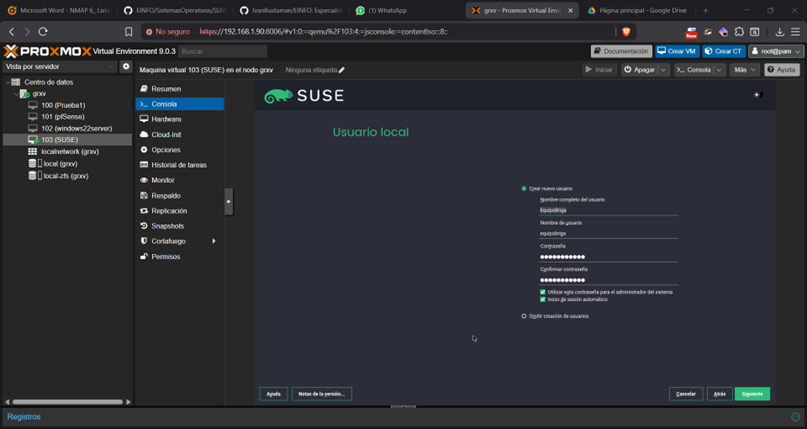 Microsoft Word - NMAP 6_ Lista
EINFO/SistemasOperativos/SUS
IvanBustaman/EINFO: Especialid
(1) WhatsApp
grxv - Proxmox Virtual Envir
Página principal - Google Drive
No seguro
https://192.168.1.90:8006/#v1:0:=qemu%2F103:4:=jsconsole:=contentIso:::8::
New
PROXMOX Virtual Environment 9.0.3
Buscar
Documentación
Crear VM
Crear CT
root@pam
Vista por servidor
Maquina virtual 103 (SUSE) en el nodo grxv
Ninguna etiqueta
Iniciar
Apagar
Consola
Más
Ayuda
Centro de datos
grxv
100 (Prueba1)
101 (pfSense)
102 (windows22server)
103 (SUSE)
localnetwork (grxv)
local (grxv)
local-zfs (grxv)
Resumen
Consola
Hardware
Cloud-Init
Opciones
Historial de tareas
Monitor
Respaldo
Replicación
Snapshots
Cortafuego
Permisos
SUSE
Usuario local
Crear nuevo usuario
Nombre completo del usuario
EquipoBriga
Nombre de usuario
equipobriga
Contraseña
Confirmar contraseña
Utilizar esta contraseña para el administrador del sistema
Inicio de sesión automático
Omitir creación de usuarios
Ayuda
Notas de la versión...
Cancelar
Atrás
Siguiente
Registros